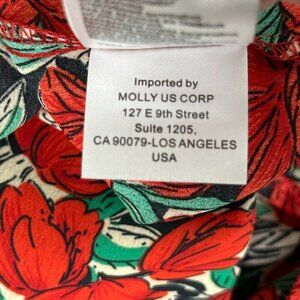 Imported by
MOLLY US CORP
127 E 9th Street
Suite 1205,
CA 90079-LOS ANGELES
USA